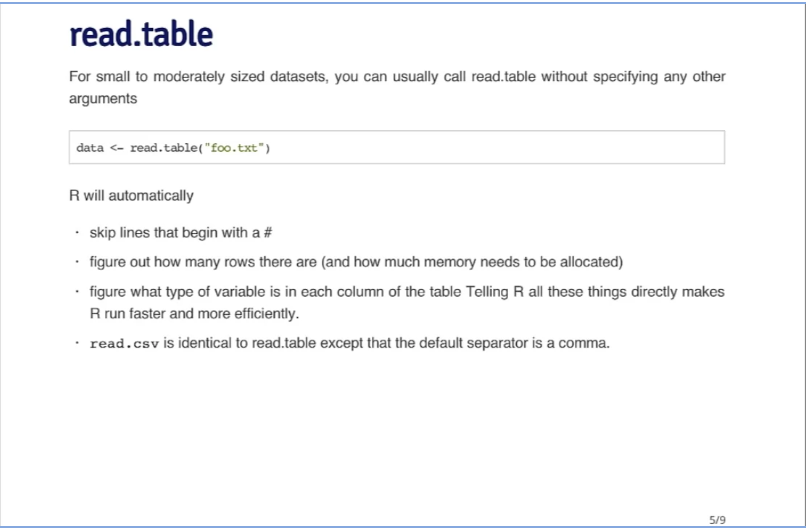 read.table
For small to moderately sized datasets, you can usually call read.table without specifying any other
arguments
data <- read.table("foo.txt")
R will automatically
· skip lines that begin with a #
· figure out how many rows there are (and how much memory needs to be allocated)
· figure what type of variable is in each column of the table Telling R all these things directly makes
R run faster and more efficiently.
· read.csv is identical to read.table except that the default separator is a comma.
5/9